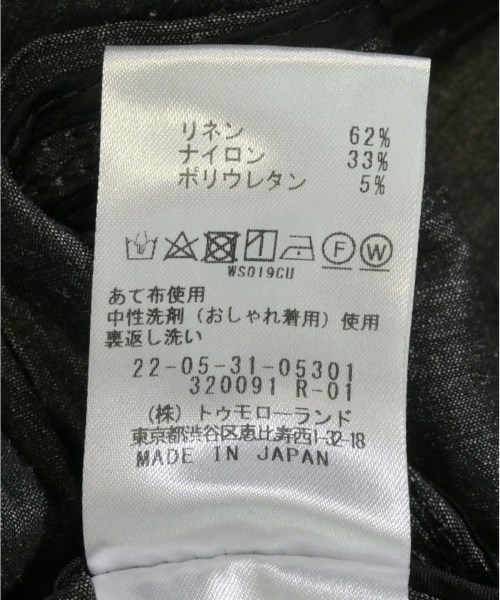 リネン 62%
ナイロン 33%
ポリウレタン 5%
F W
WS019CU
あて布使用
中性洗剤（おしゃれ着用）使用
裏返し洗い
22-05-31-05301
320091 R-01
（株）トゥモローランド
東京都渋谷区恵比寿西1-32-18
MADE IN JAPAN